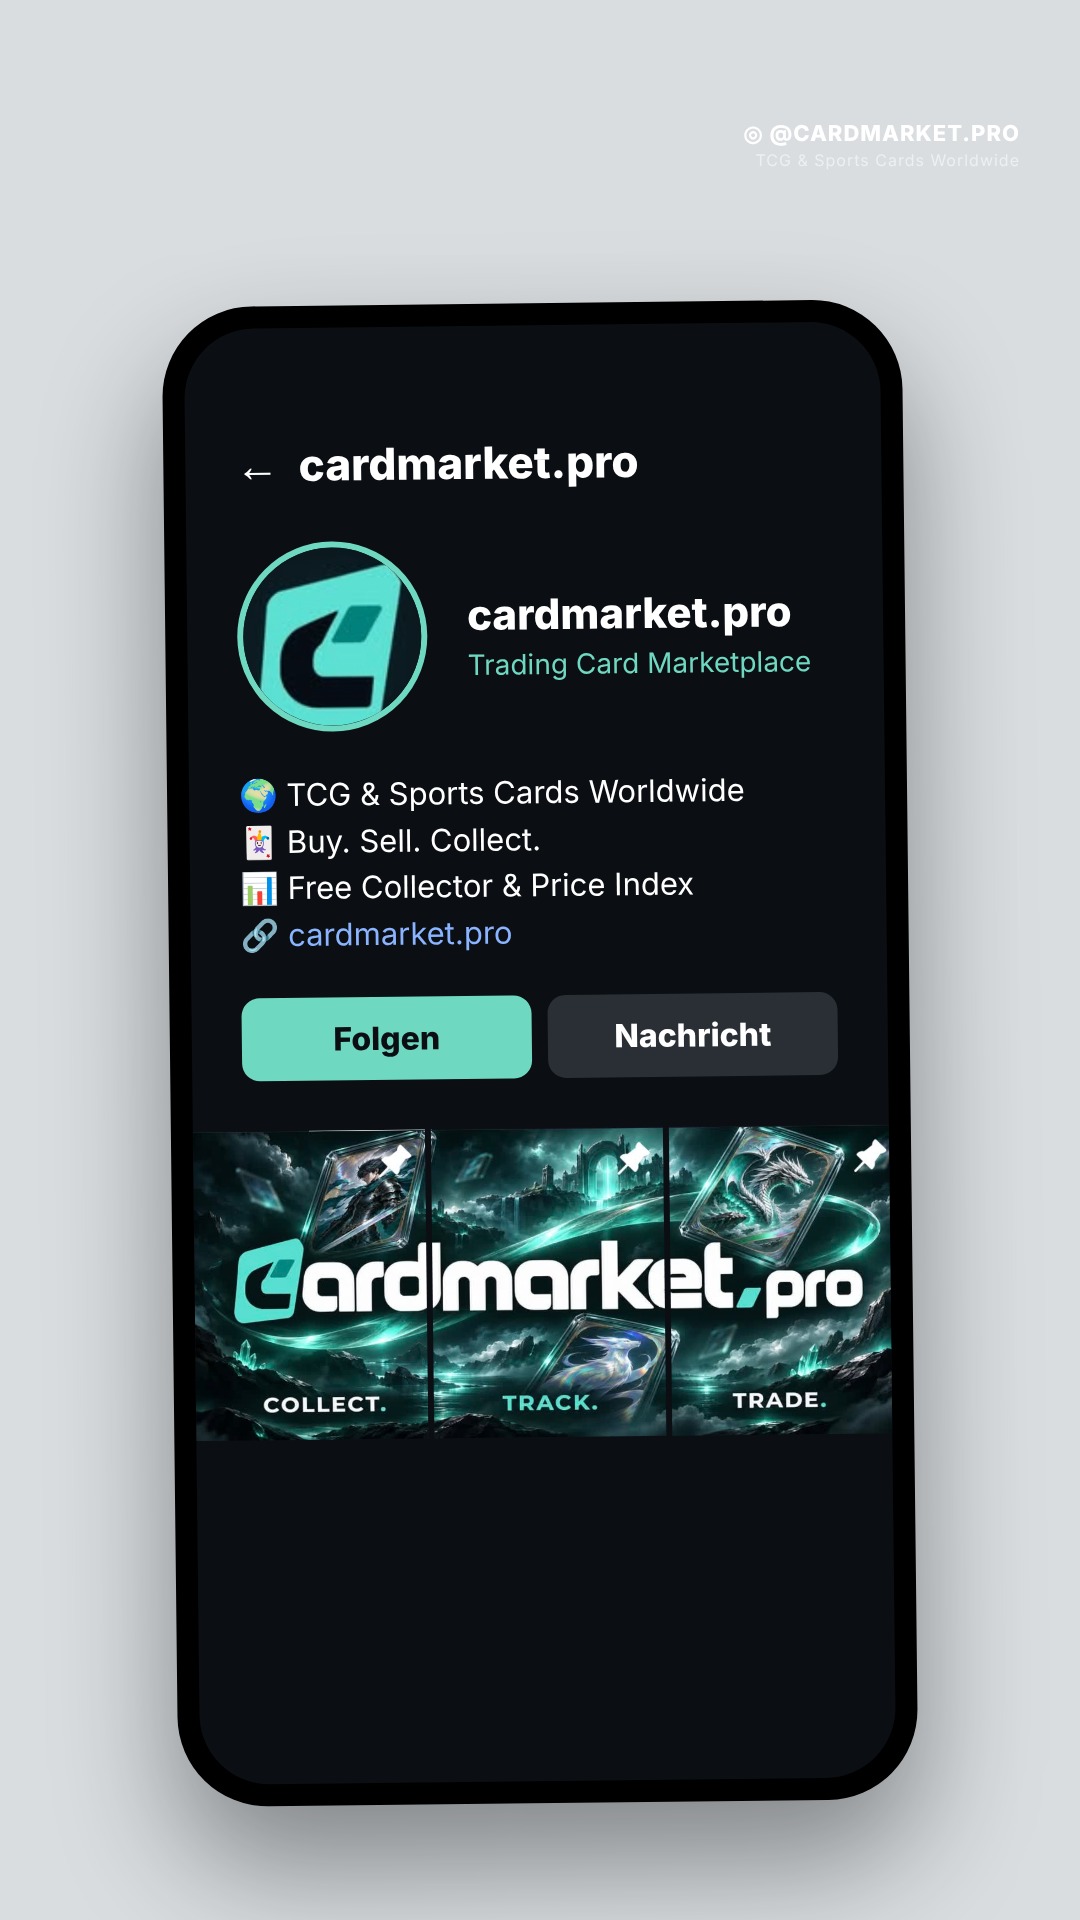 ◎ @CARDMARKET.PRO
TCG & Sports Cards Worldwide
← cardmarket.pro
cardmarket.pro
Trading Card Marketplace
🌍 TCG & Sports Cards Worldwide
🃏 Buy. Sell. Collect.
📊 Free Collector & Price Index
🔗 cardmarket.pro
Folgen
Nachricht
cardmarket.pro
COLLECT.
TRACK.
TRADE.